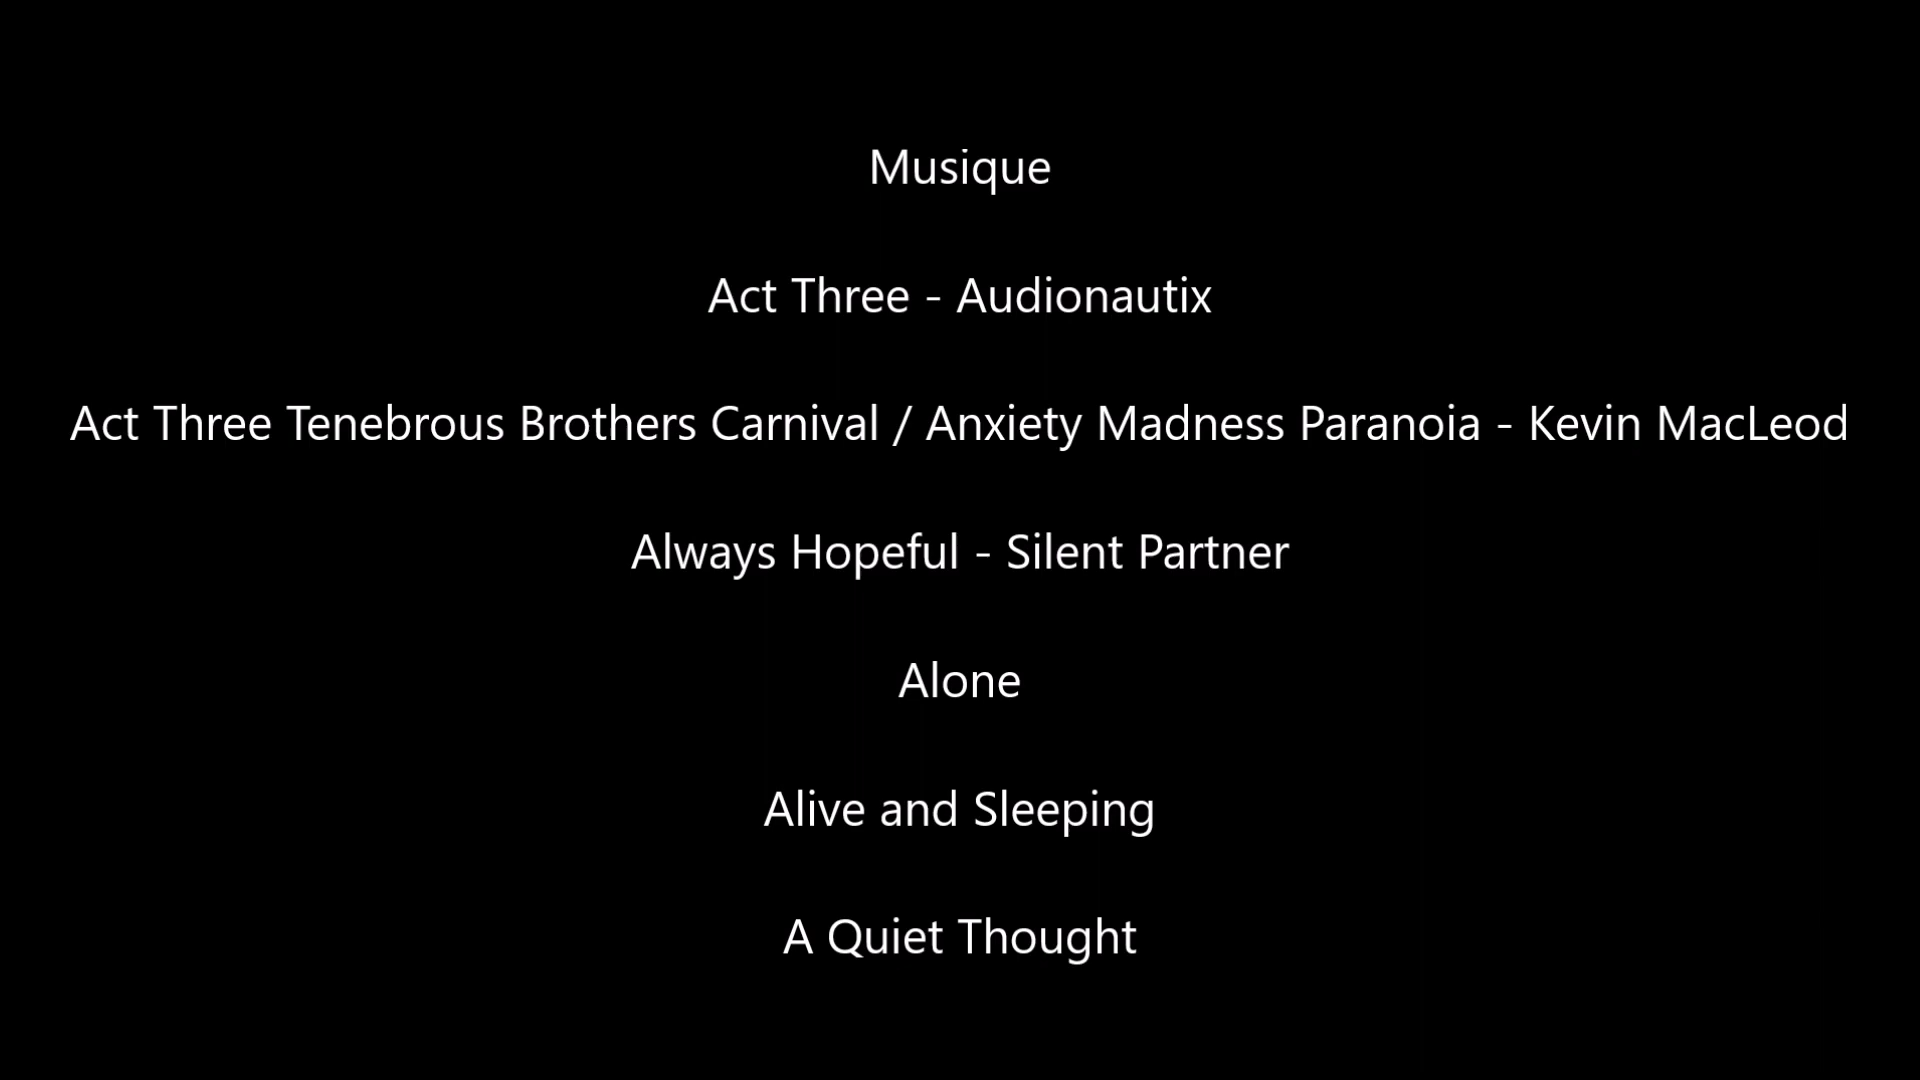 Musique
Act Three - Audionautix
Act Three Tenebrous Brothers Carnival / Anxiety Madness Paranoia - Kevin MacLeod
Always Hopeful - Silent Partner
Alone
Alive and Sleeping
A Quiet Thought